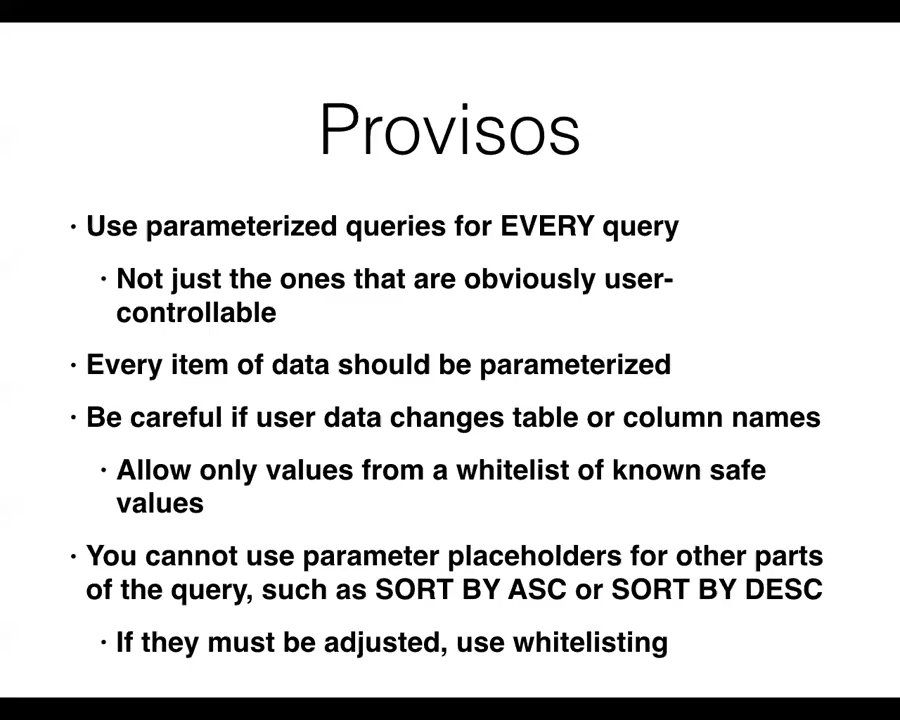 Provisos
· Use parameterized queries for EVERY query
· Not just the ones that are obviously user-
controllable
· Every item of data should be parameterized
· Be careful if user data changes table or column names
· Allow only values from a whitelist of known safe
values
· You cannot use parameter placeholders for other parts
of the query, such as SORT BY ASC or SORT BY DESC
· If they must be adjusted, use whitelisting